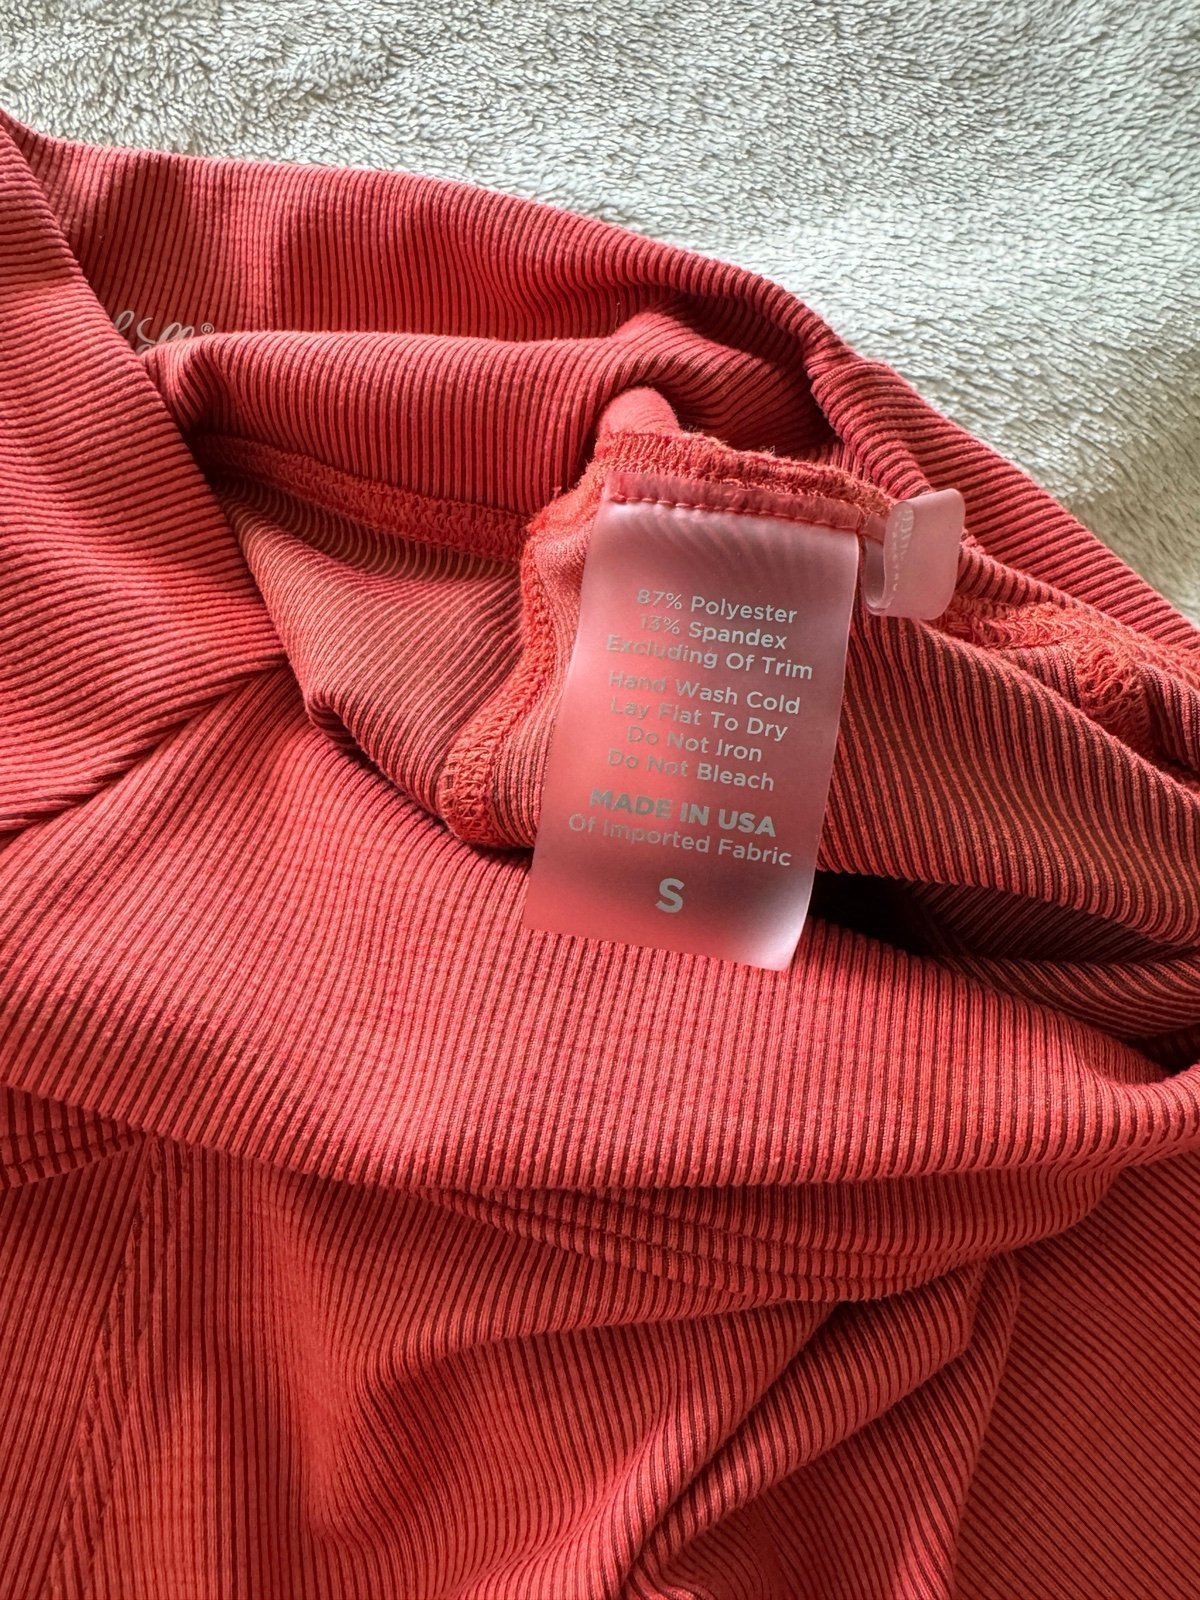 87% Polyester
13% Spandex
Excluding Of Trim
Hand Wash Cold
Lay Flat To Dry
Do Not Iron
Do Not Bleach
MADE IN USA
Of Imported Fabric
S